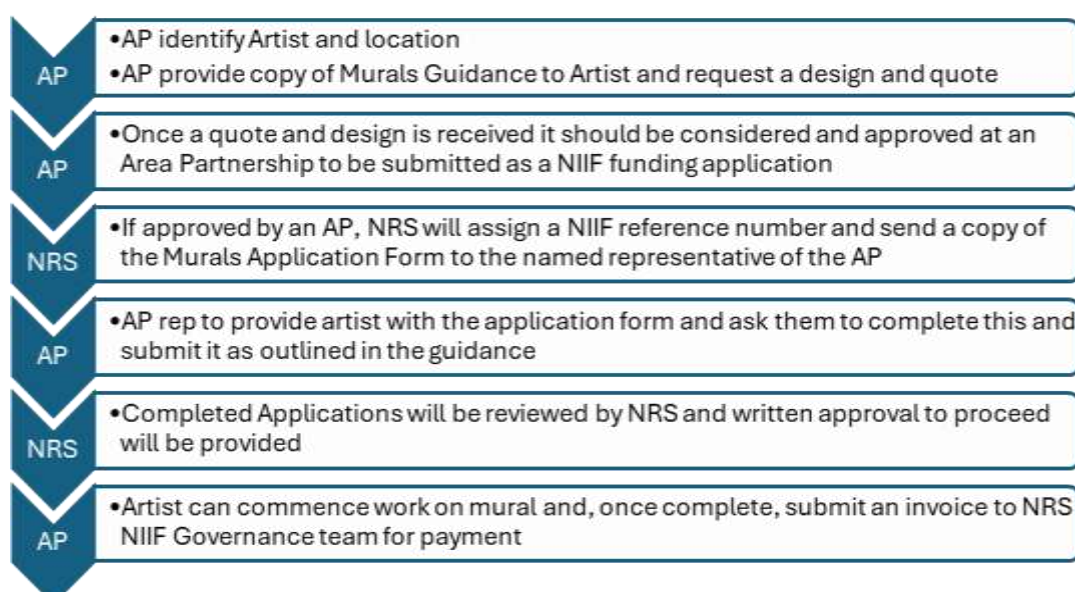 AP
•AP identify Artist and location
•AP provide copy of Murals Guidance to Artist and request a design and quote
AP
•Once a quote and design is received it should be considered and approved at an
Area Partnership to be submitted as a NIIF funding application
NRS
•If approved by an AP, NRS will assign a NIIF reference number and send a copy of
the Murals Application Form to the named representative of the AP
AP
•AP rep to provide artist with the application form and ask them to complete this and
submit it as outlined in the guidance
NRS
•Completed Applications will be reviewed by NRS and written approval to proceed
will be provided
AP
•Artist can commence work on mural and, once complete, submit an invoice to NRS
NIIF Governance team for payment